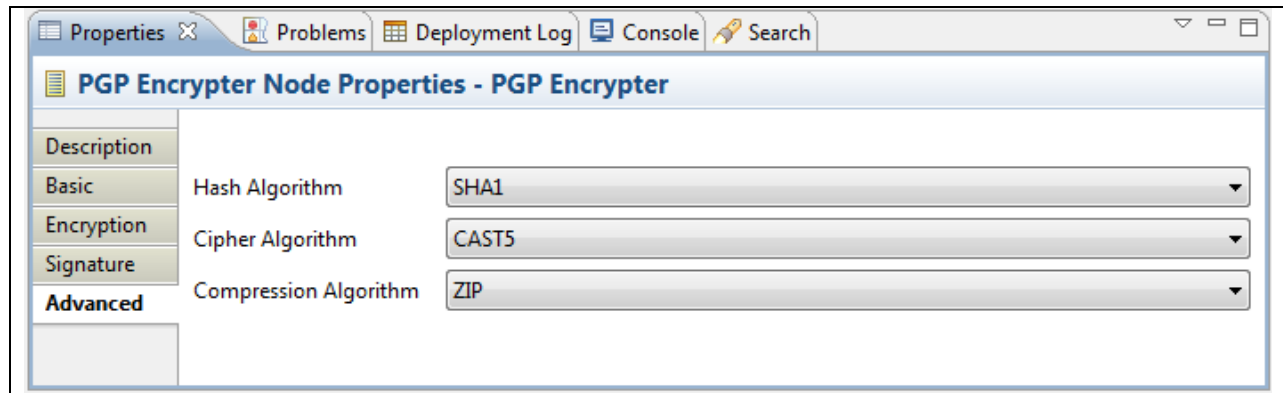 Properties Problems Deployment Log Console Search
PGP Encrypter Node Properties - PGP Encrypter
Description
Basic
Encryption
Signature
Advanced
Hash Algorithm SHA1
Cipher Algorithm CAST5
Compression Algorithm ZIP